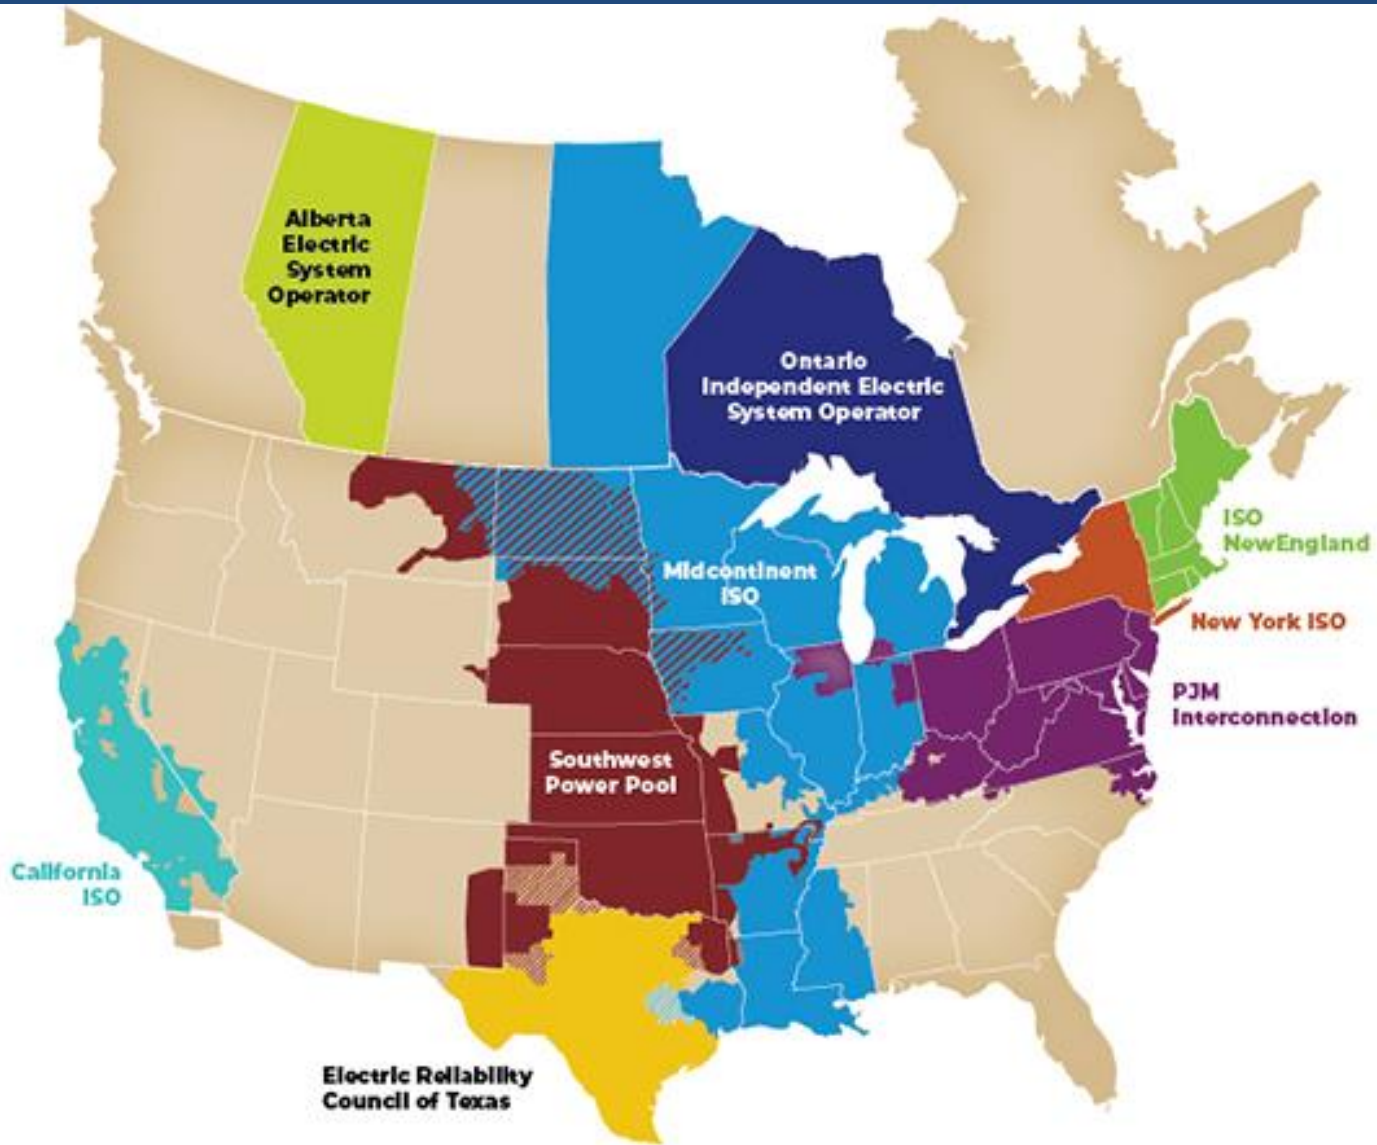 Alberta
Electric
System
Operator
Ontario
Independent Electric
System Operator
ISO
NewEngland
Midcontinent
ISO
New York ISO
PJM
Interconnection
Southwest
Power Pool
California
ISO
Electric Reliability
Council of Texas